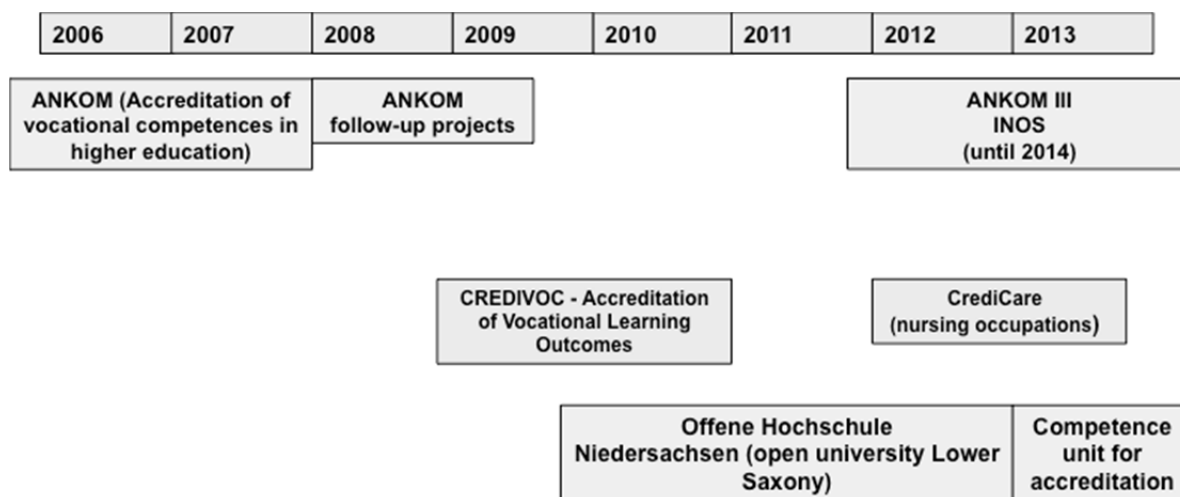 2006 2007 2008 2009 2010 2011 2012 2013
ANKOM (Accreditation of
vocational competences in
higher education)
ANKOM
follow-up projects
ANKOM III
INOS
(until 2014)
CREDIVOC - Accreditation
of Vocational Learning
Outcomes
CrediCare
(nursing occupations)
Offene Hochschule
Niedersachsen (open university Lower
Saxony)
Competence
unit for
accreditation